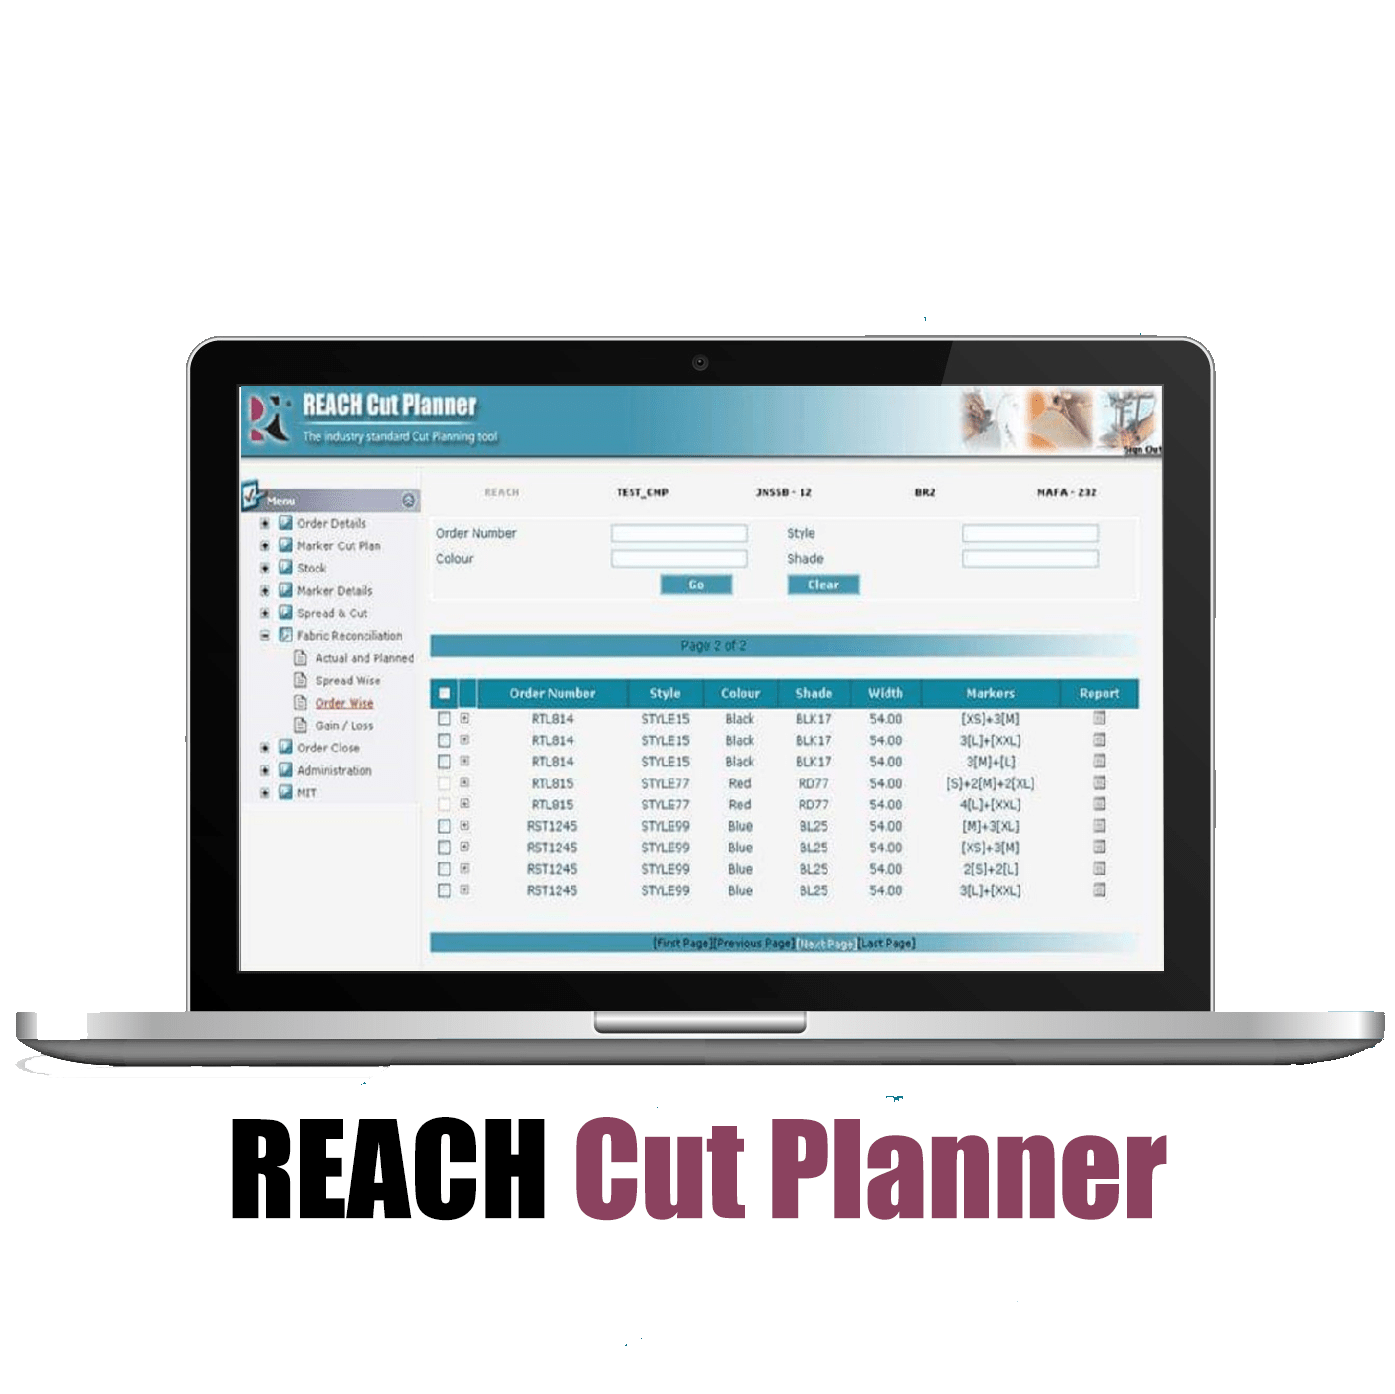 REACH Cut Planner
The industry standard Cut Planning tool
Sign Out
Menu
REACH TEST_CMP JNSSB - 12 BR2 MAFA - 232
Order Details
Marker Cut Plan
Stock
Marker Details
Spread & Cut
Fabric Reconciliation
Actual and Planned
Spread Wise
Order Wise
Gain / Loss
Order Close
Administration
MIT
Order Number Style
Colour Shade
Go Clear
Page 2 of 2
Order Number Style Colour Shade Width Markers Report
RTL814 STYLE15 Black BLK17 54.00 [XS]+3[M]
RTL814 STYLE15 Black BLK17 54.00 3[L]+[XXL]
RTL814 STYLE15 Black BLK17 54.00 3[M]+[L]
RTL815 STYLE77 Red RD77 54.00 [S]+2[M]+2[XL]
RTL815 STYLE77 Red RD77 54.00 4[L]+[XXL]
RST1245 STYLE99 Blue BL25 54.00 [M]+3[XL]
RST1245 STYLE99 Blue BL25 54.00 [XS]+3[M]
RST1245 STYLE99 Blue BL25 54.00 2[S]+2[L]
RST1245 STYLE99 Blue BL25 54.00 3[L]+[XXL]
[First Page][Previous Page][Next Page][Last Page]
REACH Cut Planner